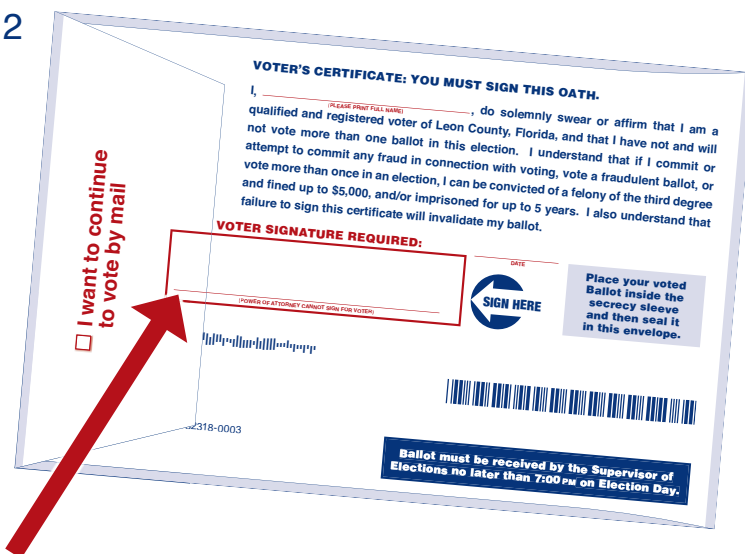 2
VOTER'S CERTIFICATE: YOU MUST SIGN THIS OATH.
I, , do solemnly swear or affirm that I am a
(PLEASE PRINT FULL NAME)
qualified and registered voter of Leon County, Florida, and that I have not and will
not vote more than one ballot in this election. I understand that if I commit or
attempt to commit any fraud in connection with voting, vote a fraudulent ballot, or
vote more than once in an election, I can be convicted of a felony of the third degree
and fined up to $5,000, and/or imprisoned for up to 5 years. I also understand that
failure to sign this certificate will invalidate my ballot.
VOTER SIGNATURE REQUIRED:
(POWER OF ATTORNEY CANNOT SIGN FOR VOTER)
DATE
SIGN HERE
Place your voted
Ballot inside the
secrecy sleeve
and then seal it
in this envelope.
I want to continue
to vote by mail
2318-0003
Ballot must be received by the Supervisor of
Elections no later than 7:00 PM on Election Day.